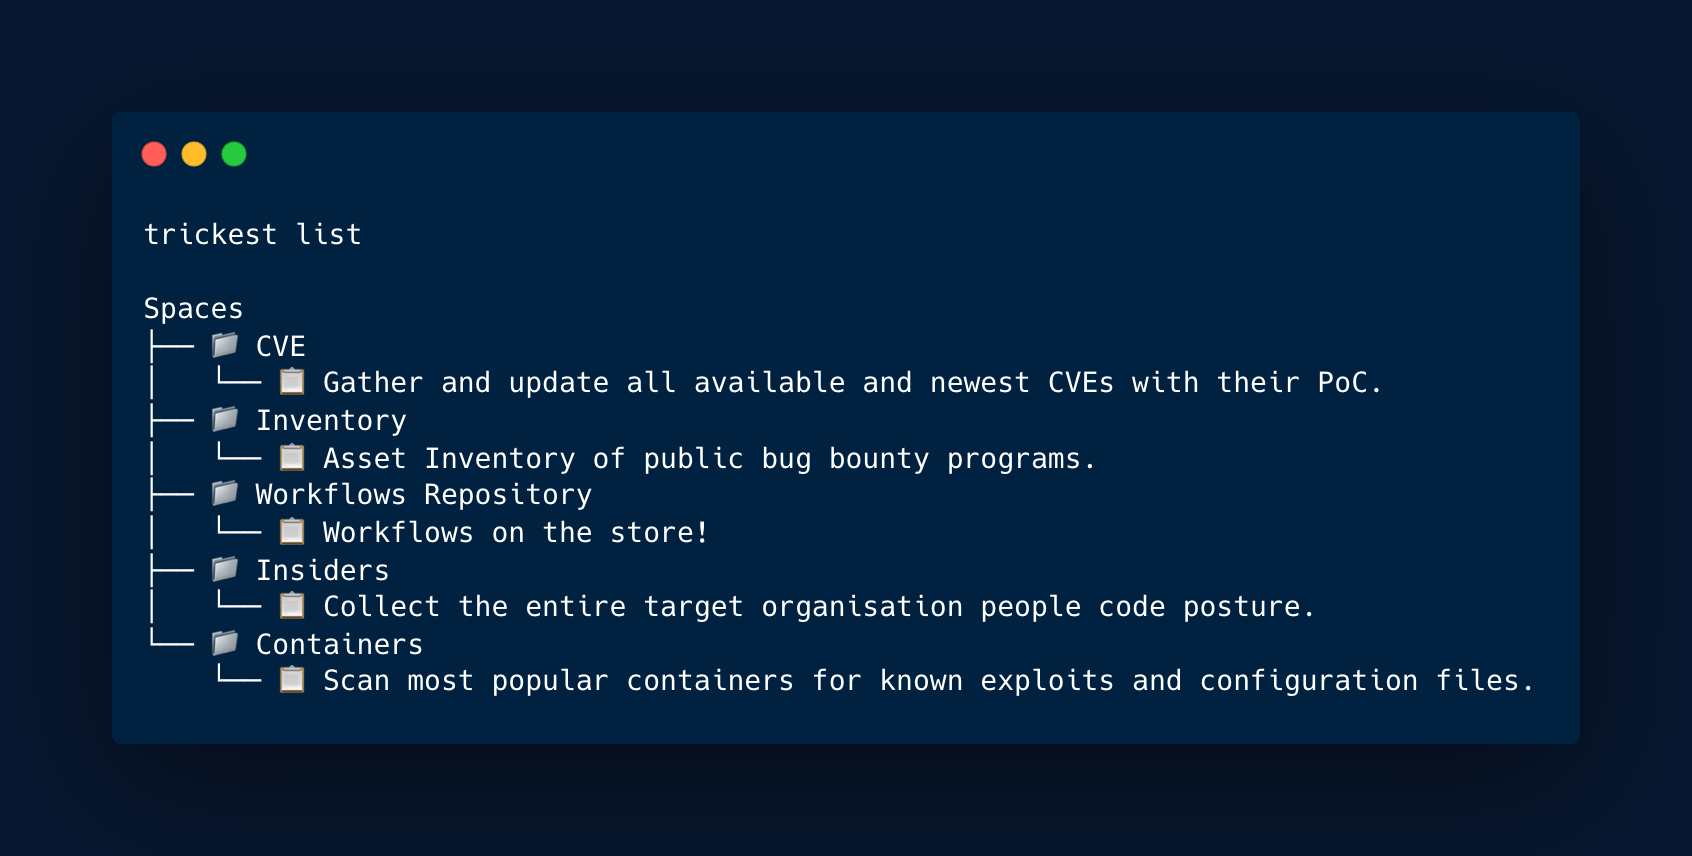 trickest list
Spaces
├── 📁 CVE
│   └── 📋 Gather and update all available and newest CVEs with their PoC.
├── 📁 Inventory
│   └── 📋 Asset Inventory of public bug bounty programs.
├── 📁 Workflows Repository
│   └── 📋 Workflows on the store!
├── 📁 Insiders
│   └── 📋 Collect the entire target organisation people code posture.
└── 📁 Containers
    └── 📋 Scan most popular containers for known exploits and configuration files.